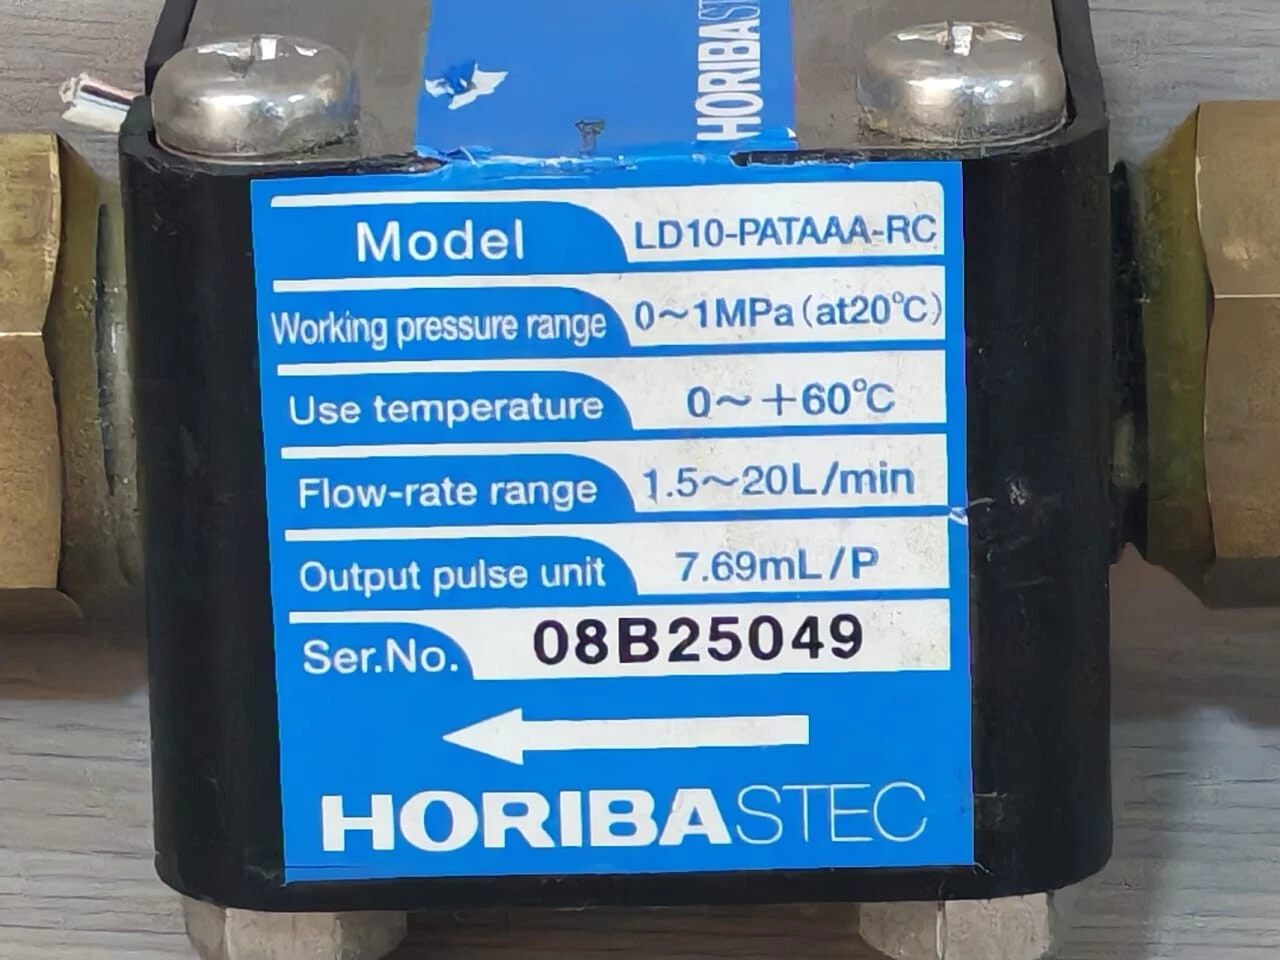 HORIBAST
Model LD10-PATAAA-RC
Working pressure range 0～1MPa (at20℃)
Use temperature 0～+60℃
Flow-rate range 1.5～20L/min
Output pulse unit 7.69mL/P
Ser.No. 08B25049
HORIBASTEC